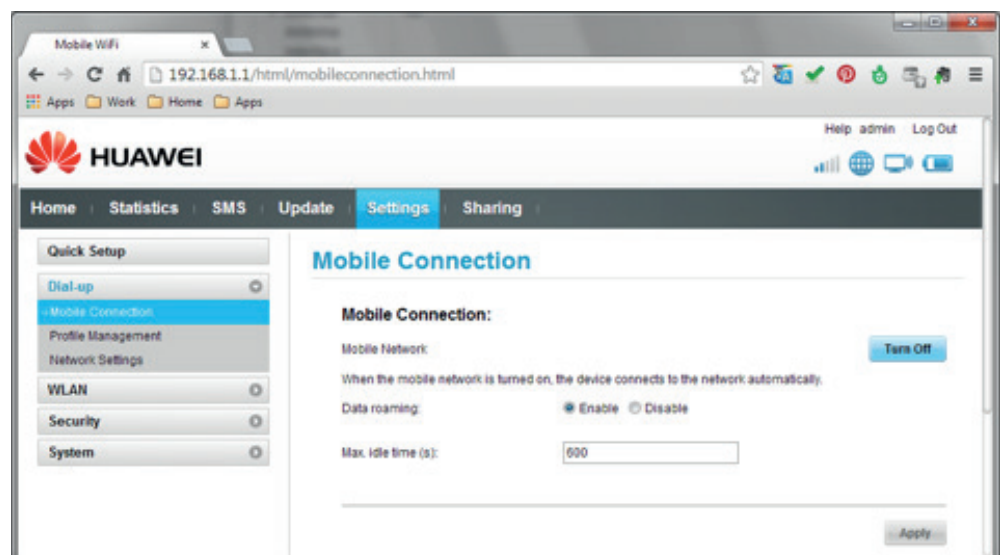 Mobile WiFi
192.168.1.1/html/mobileconnection.html
Apps Work Home Apps
Help admin Log Out
HUAWEI
Home Statistics SMS Update Settings Sharing
Quick Setup
Dial-up
Mobile Connection
Profile Management
Network Settings
WLAN
Security
System
Mobile Connection
Mobile Connection:
Mobile Network: Turn Off
When the mobile network is turned on, the device connects to the network automatically.
Data roaming: Enable Disable
Max. idle time (s): 600
Apply